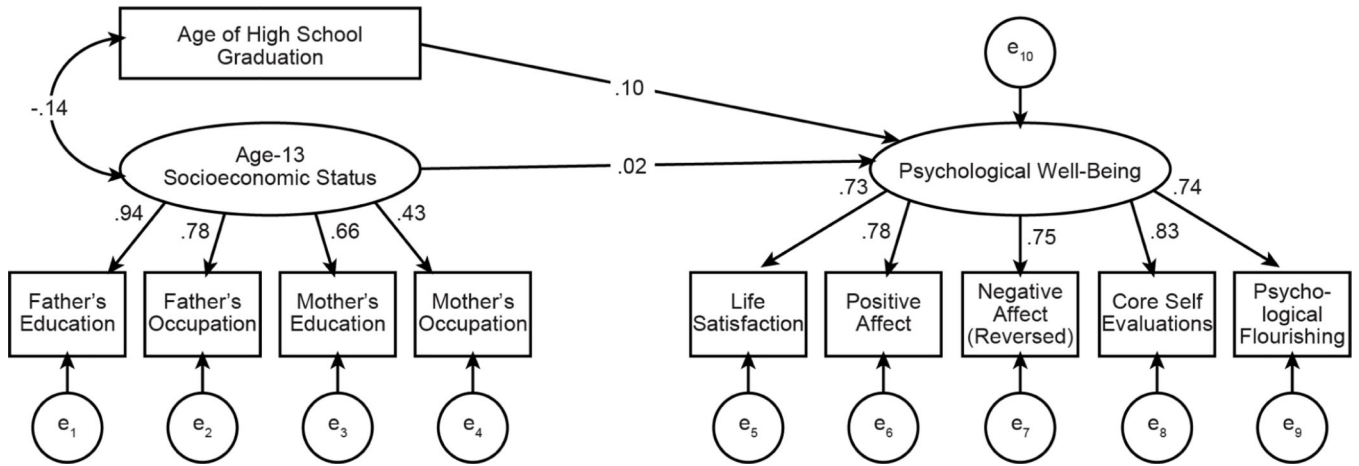 Age of High School
Graduation
e10
-.14
.10
Age-13
Socioeconomic Status
.02
Psychological Well-Being
.94
.78
.66
.43
.73
.78
.75
.83
.74
Father's
Education
Father's
Occupation
Mother's
Education
Mother's
Occupation
Life
Satisfaction
Positive
Affect
Negative
Affect
(Reversed)
Core Self
Evaluations
Psycho-
logical
Flourishing
e1
e2
e3
e4
e5
e6
e7
e8
e9